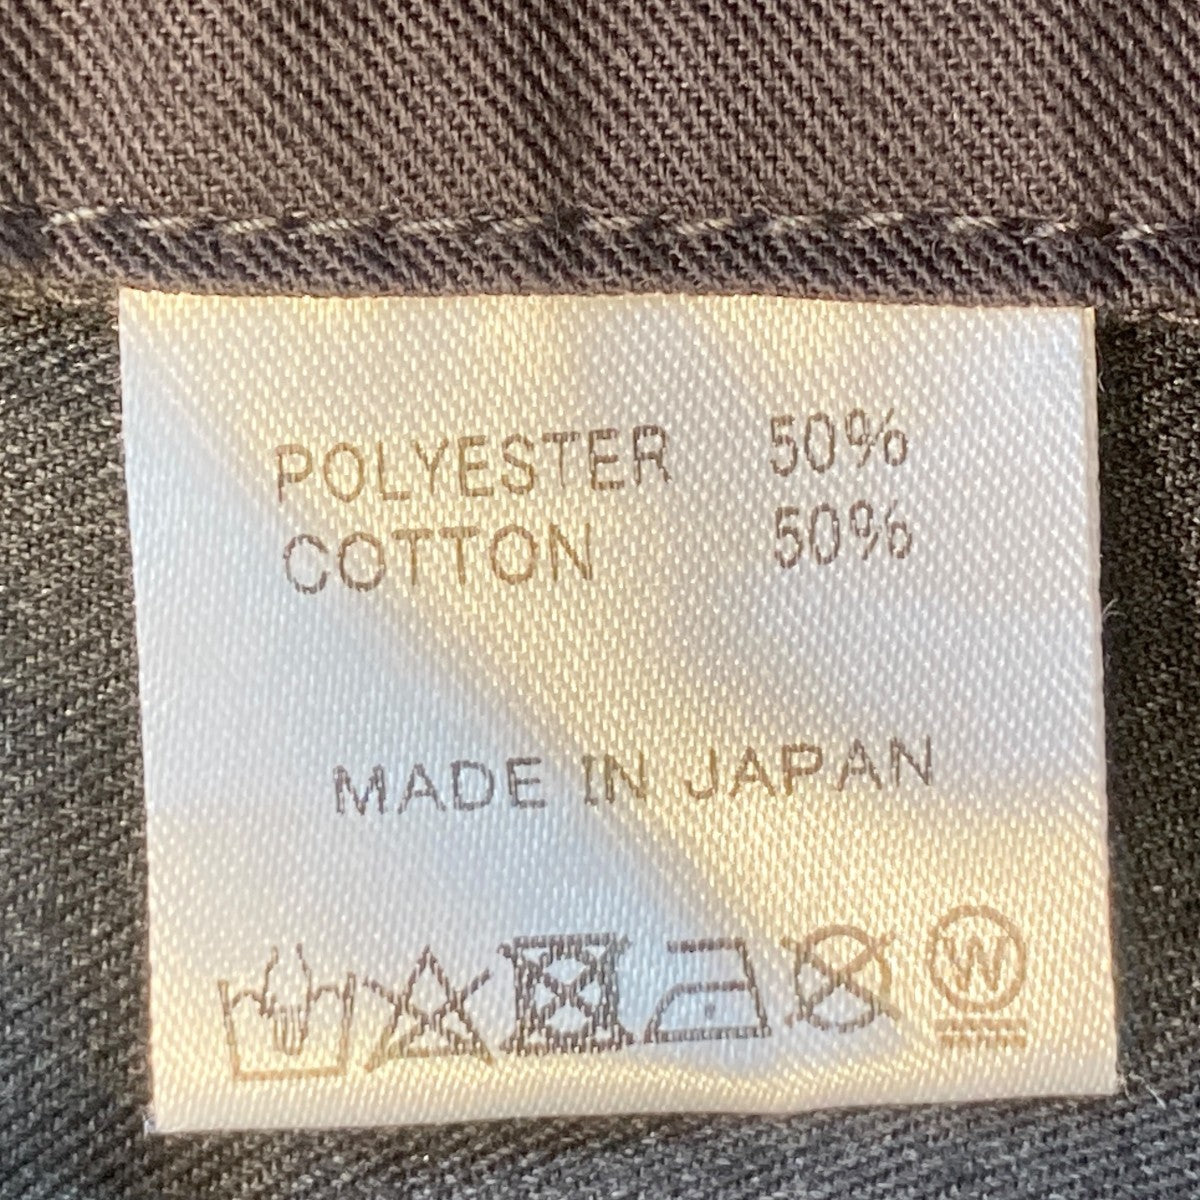 POLYESTER 50%
COTTON 50%
MADE IN JAPAN
W